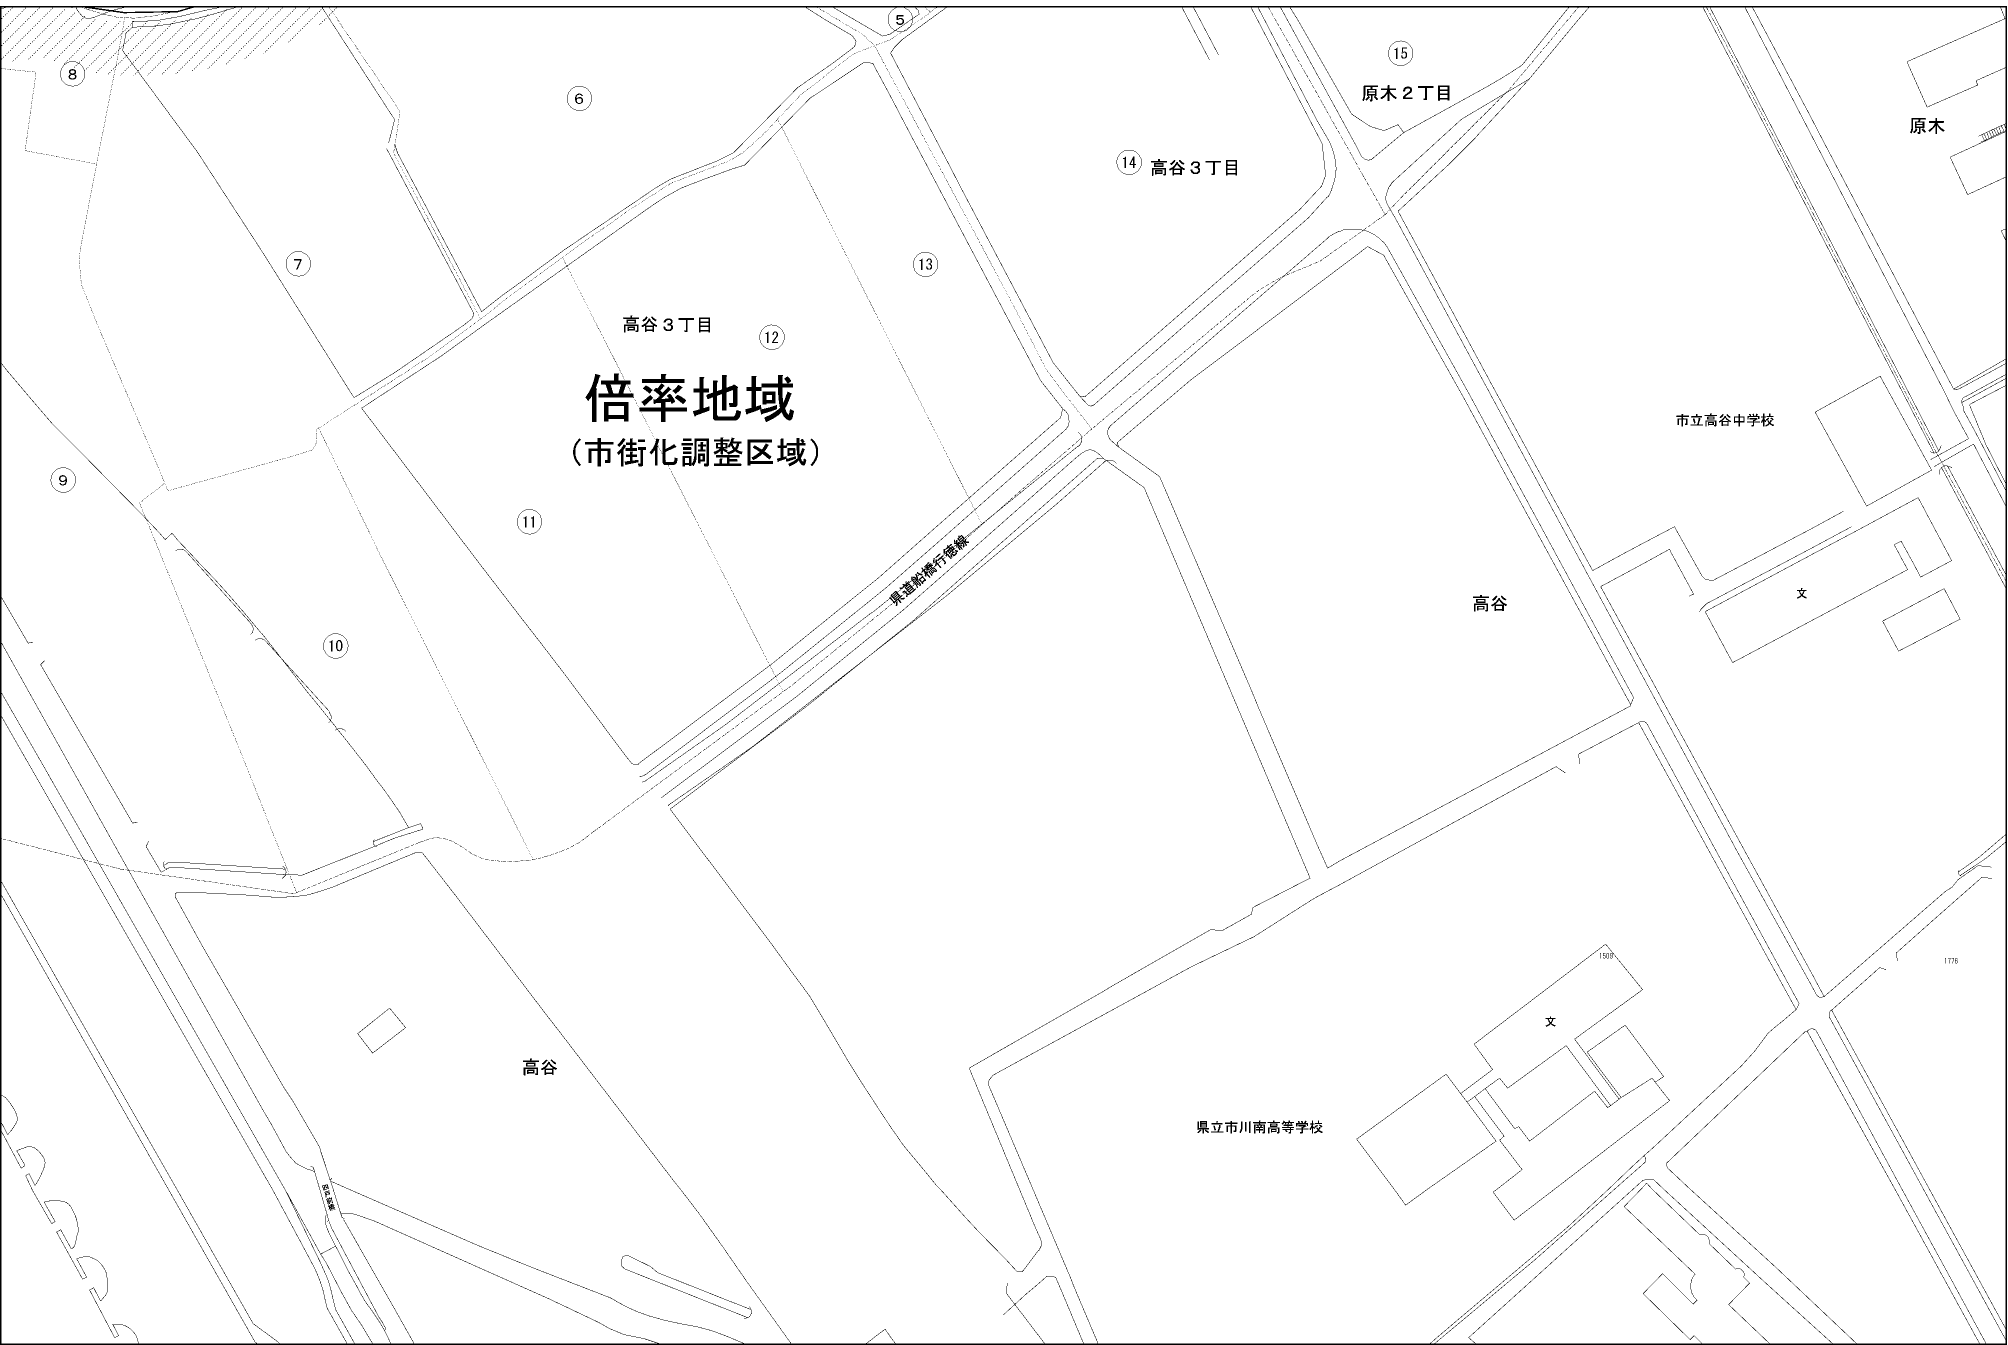 5
15
8
6
原木2丁目
原木
14 高谷3丁目
7
13
高谷3丁目
12
倍率地域
(市街化調整区域)
市立高谷中学校
9
11
県道船橋行徳線
文
高谷
10
1509
1776
文
高谷
県立市川南高等学校